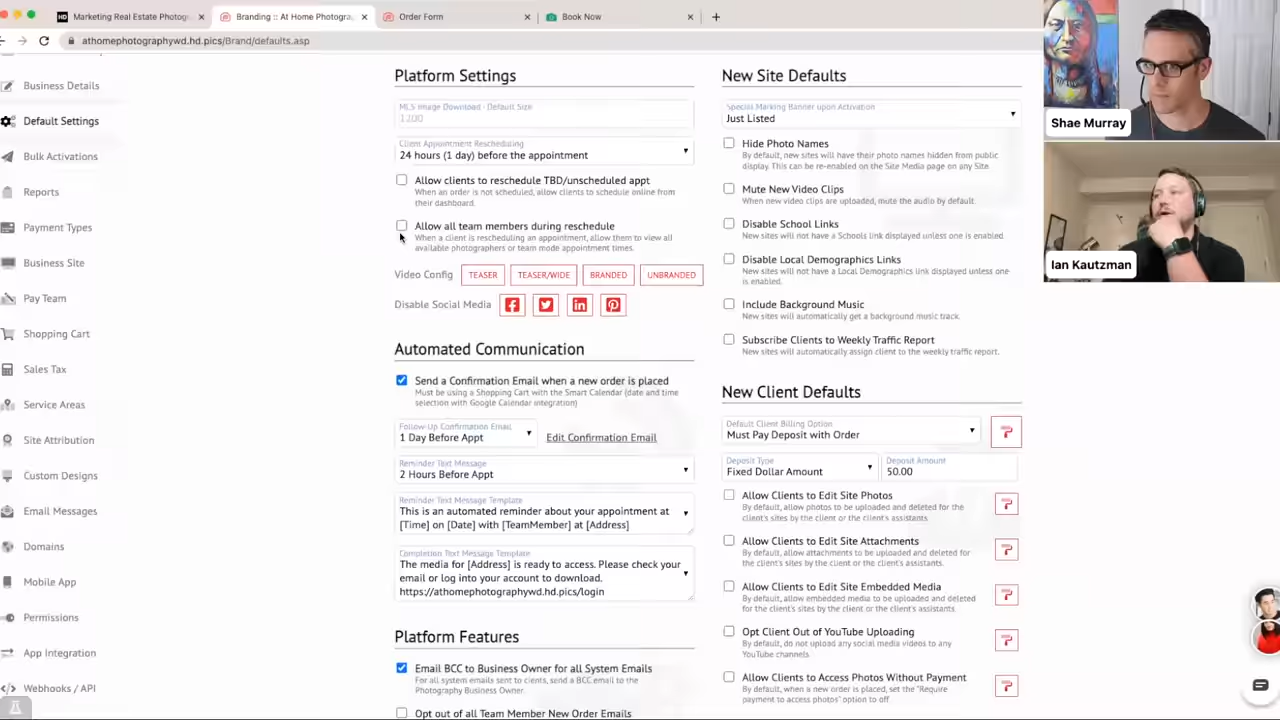 Marketing Real Estate Photog
Branding :: At Home Photogra
Order Form
Book Now
athomephotographywd.hd.pics/Brand/defaults.asp
Business Details
Default Settings
Bulk Activations
Reports
Payment Types
Business Site
Pay Team
Shopping Cart
Sales Tax
Service Areas
Site Attribution
Custom Designs
Email Messages
Domains
Mobile App
Permissions
App Integration
Webhooks / API
Platform Settings
MLS Image Download - Default Size
1200
Client Appointment Rescheduling
24 hours (1 day) before the appointment
Allow clients to reschedule TBD/unscheduled appt
When an order is not scheduled, allow clients to schedule online from
their dashboard.
Allow all team members during reschedule
When a client is rescheduling an appointment, allow them to view all
available photographers or team mode appointment times.
Video Config
TEASER
TEASER/WIDE
BRANDED
UNBRANDED
Disable Social Media
Automated Communication
Send a Confirmation Email when a new order is placed
Must be using a Shopping Cart with the Smart Calendar (date and time
selection with Google Calendar integration)
Follow-Up Confirmation Email
1 Day Before Appt
Edit Confirmation Email
Reminder Text Message
2 Hours Before Appt
Reminder Text Message Template
This is an automated reminder about your appointment at
[Time] on [Date] with [TeamMember] at [Address]
Completion Text Message Template
The media for [Address] is ready to access. Please check your
email or log into your account to download.
https://athomephotographywd.hd.pics/login
Platform Features
Email BCC to Business Owner for all System Emails
For all system emails sent to clients, send a BCC email to the
Photography Business Owner.
Opt out of all Team Member New Order Emails
New Site Defaults
Special Marking Banner upon Activation
Just Listed
Hide Photo Names
By default, new sites will have their photo names hidden from public
display. This can be re-enabled on the Site Media page on any Site.
Mute New Video Clips
When new video clips are uploaded, mute the audio by default.
Disable School Links
New sites will not have a Schools link displayed unless one is enabled.
Disable Local Demographics Links
New sites will not have a Local Demographics link displayed unless one
is enabled.
Include Background Music
New sites will automatically get a background music track.
Subscribe Clients to Weekly Traffic Report
New sites will automatically assign client to the weekly traffic report.
New Client Defaults
Default Client Billing Option
Must Pay Deposit with Order
Deposit Type
Fixed Dollar Amount
Deposit Amount
50.00
Allow Clients to Edit Site Photos
By default, allow photos to be uploaded and deleted for the
client's sites by the client or the client's assistants.
Allow Clients to Edit Site Attachments
By default, allow attachments to be uploaded and deleted for
the client's sites by the client or the client's assistants.
Allow Clients to Edit Site Embedded Media
By default, allow embedded media to be uploaded and deleted
for the client's sites by the client or the client's assistants.
Opt Client Out of YouTube Uploading
By default, do not upload any social media videos to any
YouTube channels.
Allow Clients to Access Photos Without Payment
By default, when a new order is placed, set the "Require
payment to access photos" option to off.
Shae Murray
Ian Kautzman